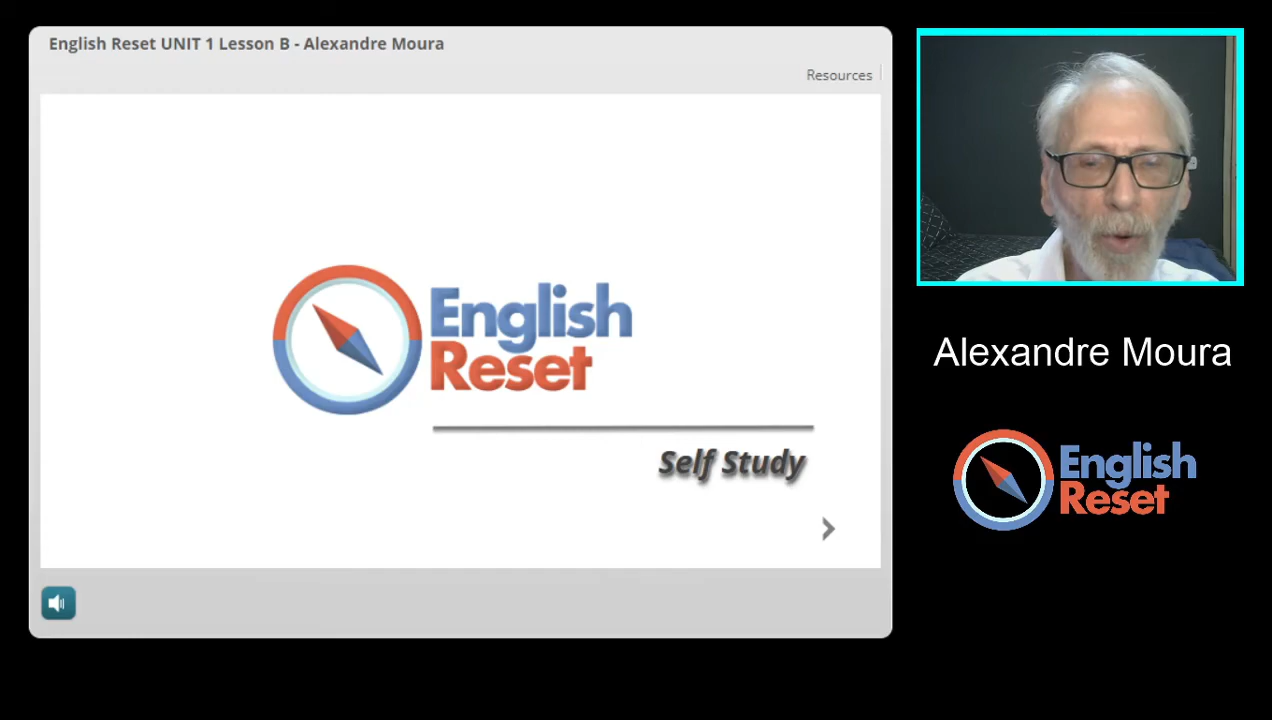 English Reset UNIT 1 Lesson B - Alexandre Moura
Resources
English
Reset
Self Study
Alexandre Moura
English
Reset